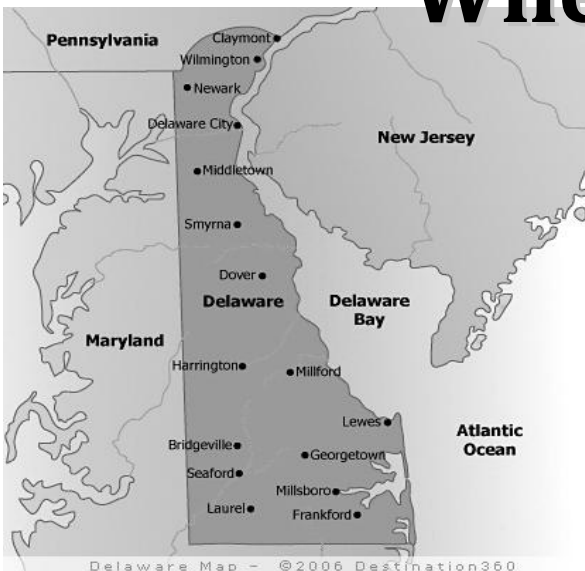 Whe
Pennsylvania
Claymont
Wilmington
Newark
Delaware City
New Jersey
Middletown
Smyrna
Dover
Delaware
Delaware
Bay
Maryland
Harrington
Millford
Lewes
Atlantic
Ocean
Bridgeville
Georgetown
Seaford
Millsboro
Laurel
Frankford
Delaware Map - ©2006 Destination360